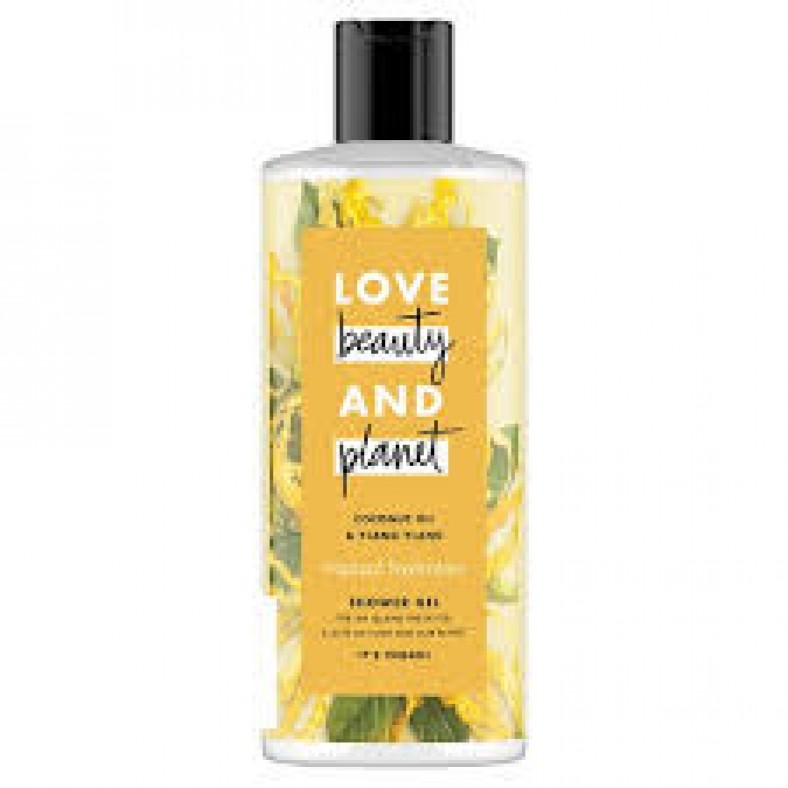 LOVE
beauty
AND
planet
COCONUT OIL
& YLANG YLANG
SHOWER GEL
IT'S VEGAN!